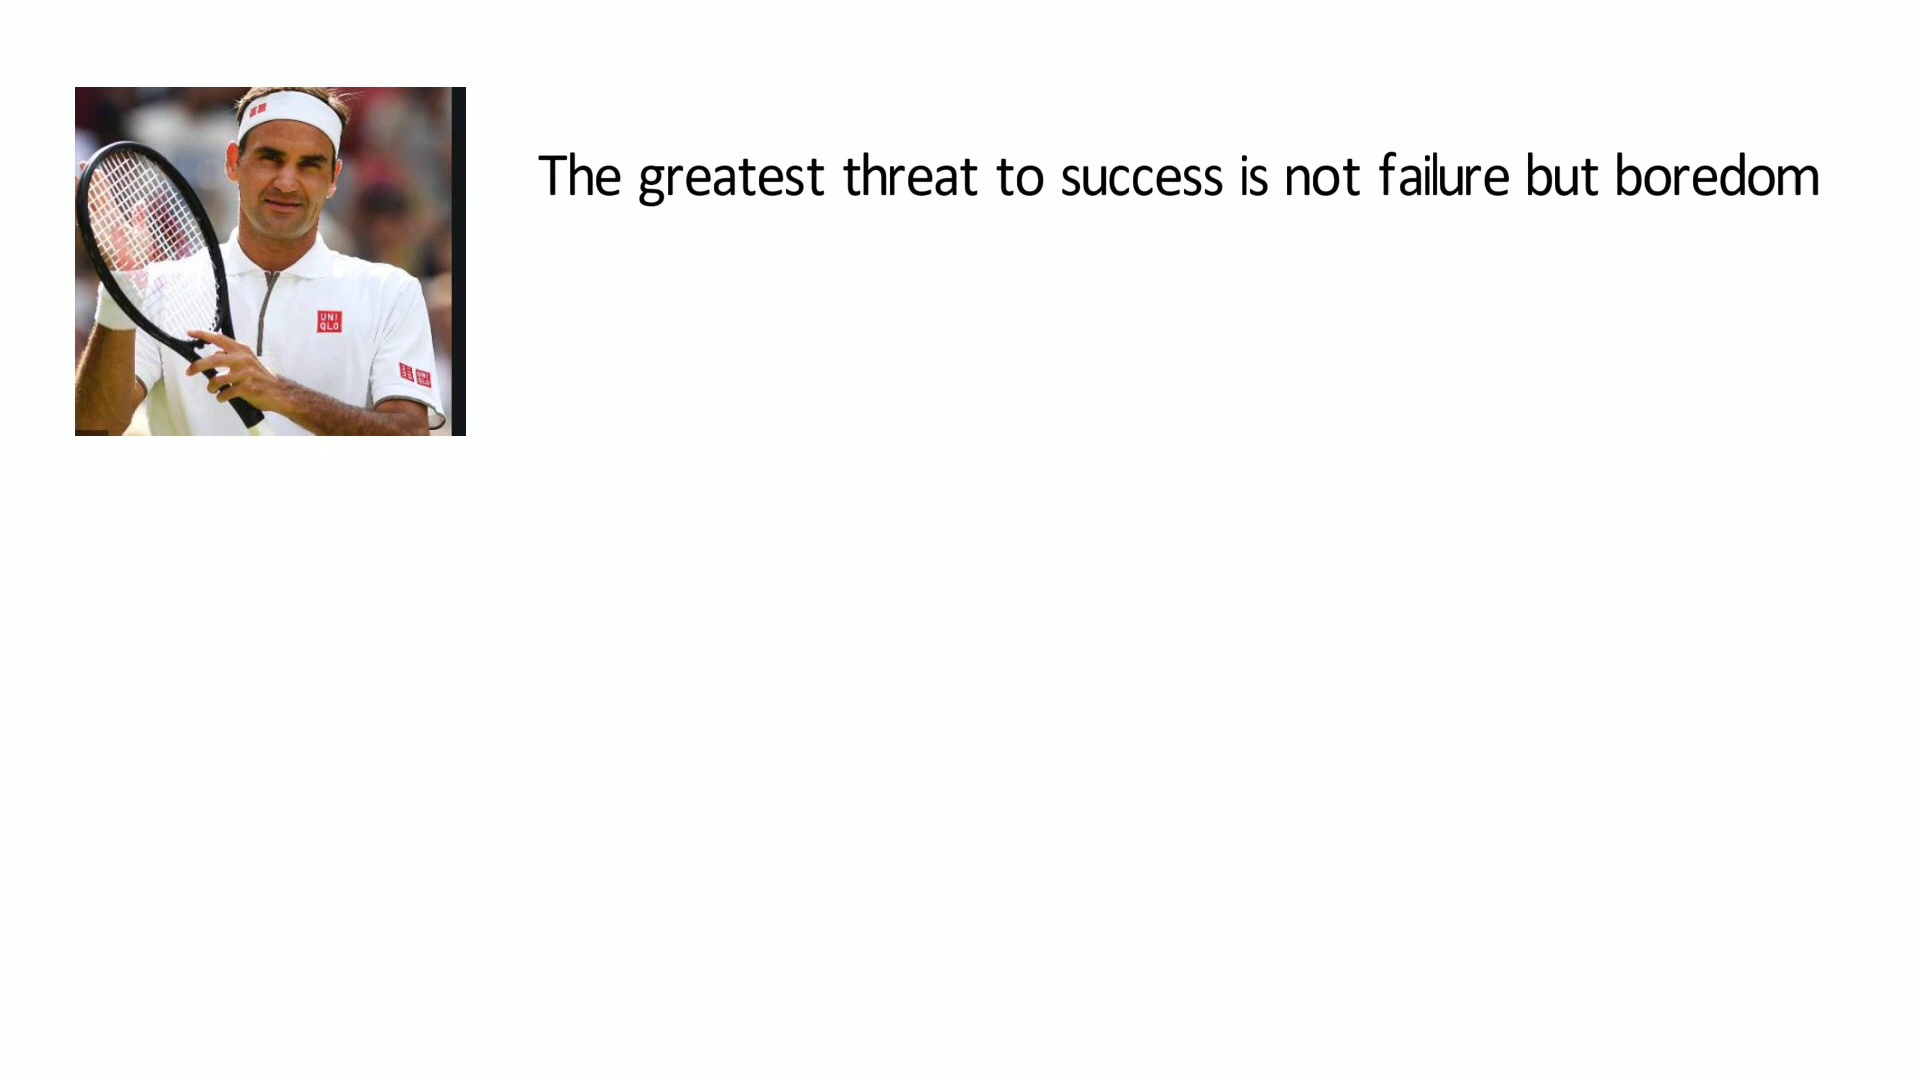 The greatest threat to success is not failure but boredom
UNI
QLO